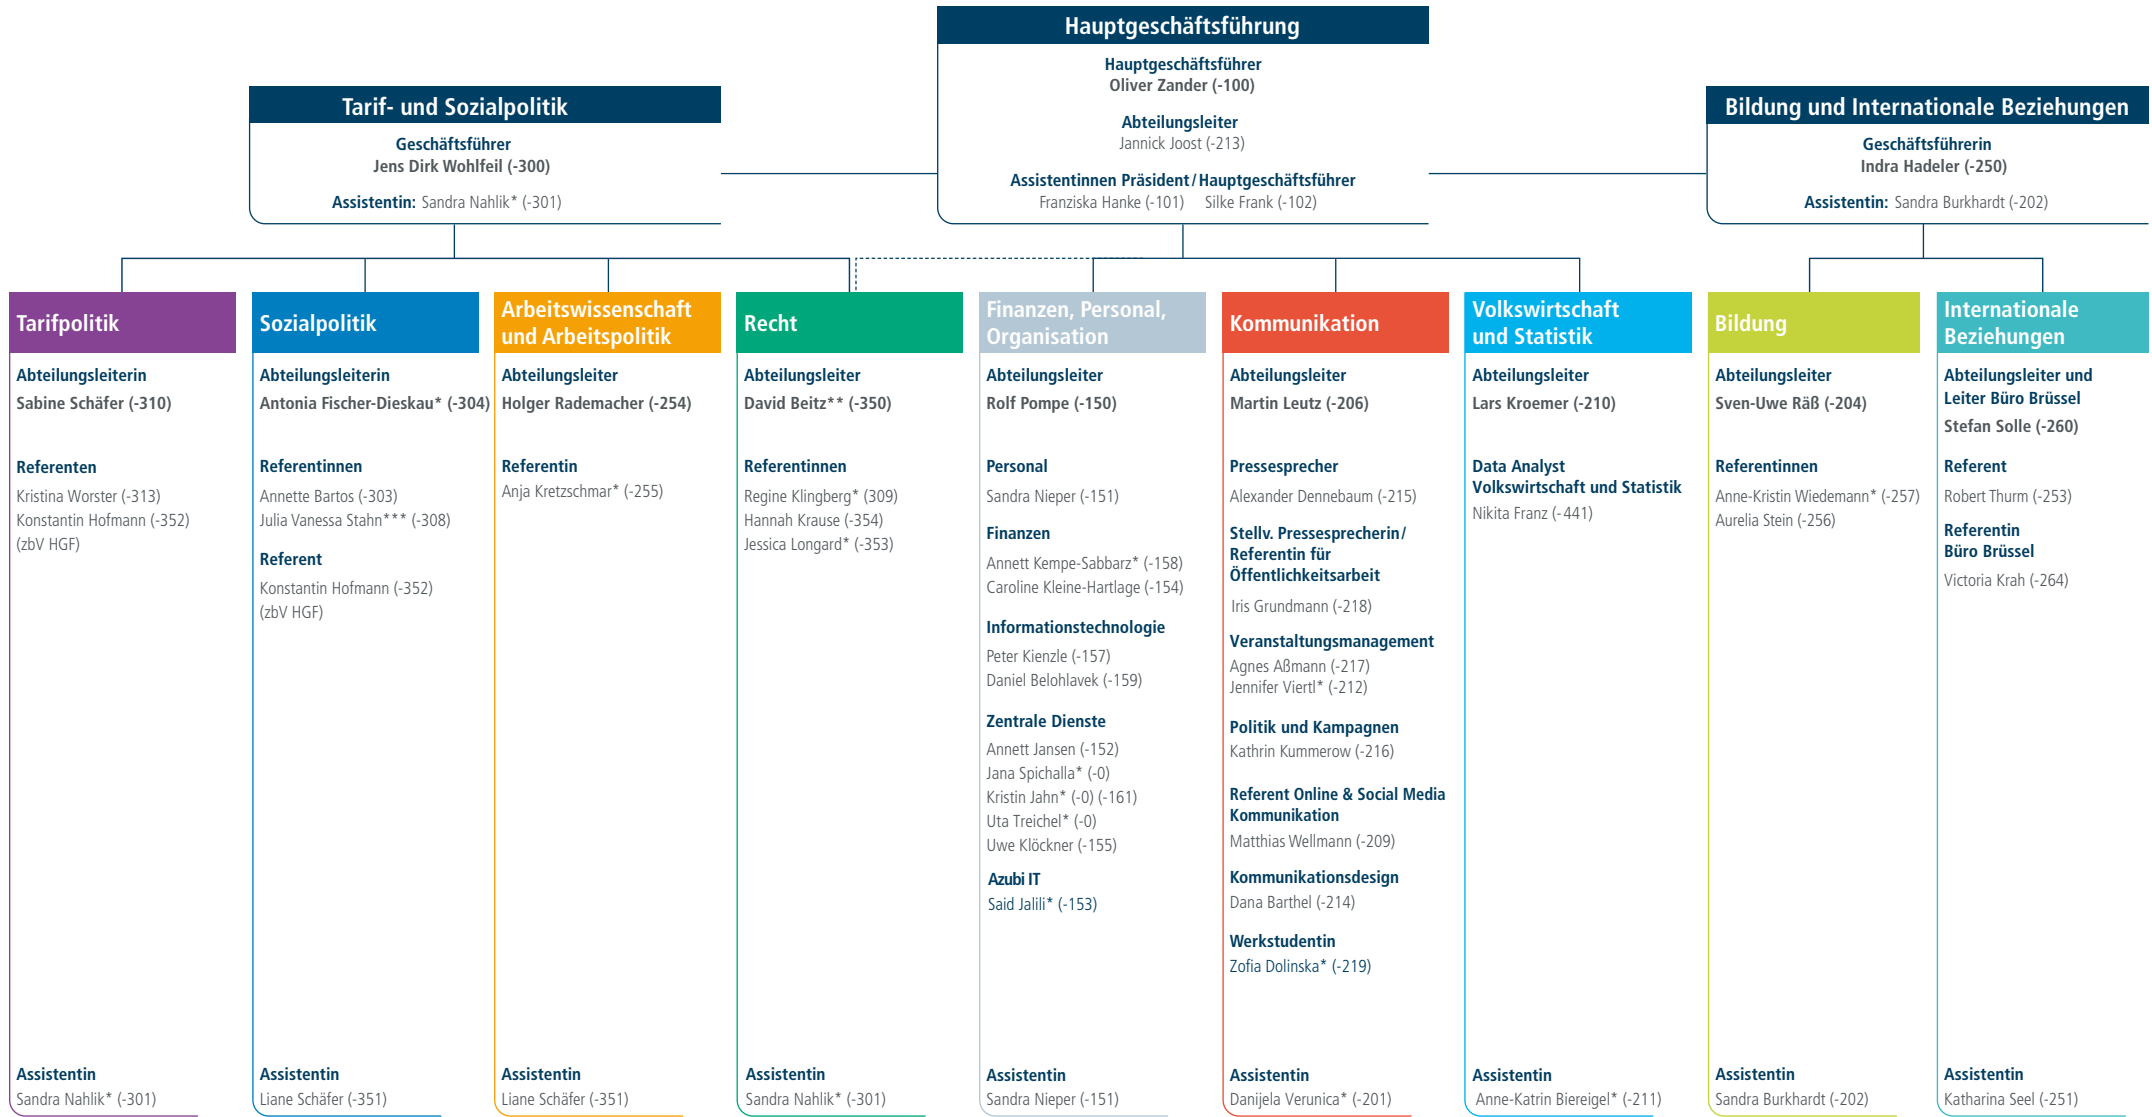 Hauptgeschäftsführung
Hauptgeschäftsführer
Oliver Zander (-100)
Abteilungsleiter
Jannick Joost (-213)
Assistentinnen Präsident/Hauptgeschäftsführer
Franziska Hanke (-101) Silke Frank (-102)
Tarif- und Sozialpolitik
Geschäftsführer
Jens Dirk Wohlfeil (-300)
Assistentin: Sandra Nahlik* (-301)
Bildung und Internationale Beziehungen
Geschäftsführerin
Indra Hadeler (-250)
Assistentin: Sandra Burkhardt (-202)
Tarifpolitik
Abteilungsleiterin
Sabine Schäfer (-310)
Referenten
Kristina Worster (-313)
Konstantin Hofmann (-352)
(zbV HGF)
Assistentin
Sandra Nahlik* (-301)
Sozialpolitik
Abteilungsleiterin
Antonia Fischer-Dieskau* (-304)
Referentinnen
Annette Bartos (-303)
Julia Vanessa Stahn*** (-308)
Referent
Konstantin Hofmann (-352)
(zbV HGF)
Assistentin
Liane Schäfer (-351)
Arbeitswissenschaft
und Arbeitspolitik
Abteilungsleiter
Holger Rademacher (-254)
Referentin
Anja Kretzschmar* (-255)
Assistentin
Liane Schäfer (-351)
Recht
Abteilungsleiter
David Beitz** (-350)
Referentinnen
Regine Klingberg* (309)
Hannah Krause (-354)
Jessica Longard* (-353)
Assistentin
Sandra Nahlik* (-301)
Finanzen, Personal,
Organisation
Abteilungsleiter
Rolf Pompe (-150)
Personal
Sandra Nieper (-151)
Finanzen
Annett Kempe-Sabbarz* (-158)
Caroline Kleine-Hartlage (-154)
Informationstechnologie
Peter Kienzle (-157)
Daniel Belohlavek (-159)
Zentrale Dienste
Annett Jansen (-152)
Jana Spichalla* (-0)
Kristin Jahn* (-0) (-161)
Uta Treichel* (-0)
Uwe Klöckner (-155)
Azubi IT
Said Jalili* (-153)
Assistentin
Sandra Nieper (-151)
Kommunikation
Abteilungsleiter
Martin Leutz (-206)
Pressesprecher
Alexander Dennebaum (-215)
Stellv. Pressesprecherin/
Referentin für
Öffentlichkeitsarbeit
Iris Grundmann (-218)
Veranstaltungsmanagement
Agnes Aßmann (-217)
Jennifer Viertl* (-212)
Politik und Kampagnen
Kathrin Kummerow (-216)
Referent Online & Social Media
Kommunikation
Matthias Wellmann (-209)
Kommunikationsdesign
Dana Barthel (-214)
Werkstudentin
Zofia Dolinska* (-219)
Assistentin
Danijela Verunica* (-201)
Volkswirtschaft
und Statistik
Abteilungsleiter
Lars Kroemer (-210)
Data Analyst
Volkswirtschaft und Statistik
Nikita Franz (-441)
Assistentin
Anne-Katrin Biereigel* (-211)
Bildung
Abteilungsleiter
Sven-Uwe Räß (-204)
Referentinnen
Anne-Kristin Wiedemann* (-257)
Aurelia Stein (-256)
Assistentin
Sandra Burkhardt (-202)
Internationale
Beziehungen
Abteilungsleiter und
Leiter Büro Brüssel
Stefan Solle (-260)
Referent
Robert Thurm (-253)
Referentin
Büro Brüssel
Victoria Krah (-264)
Assistentin
Katharina Seel (-251)